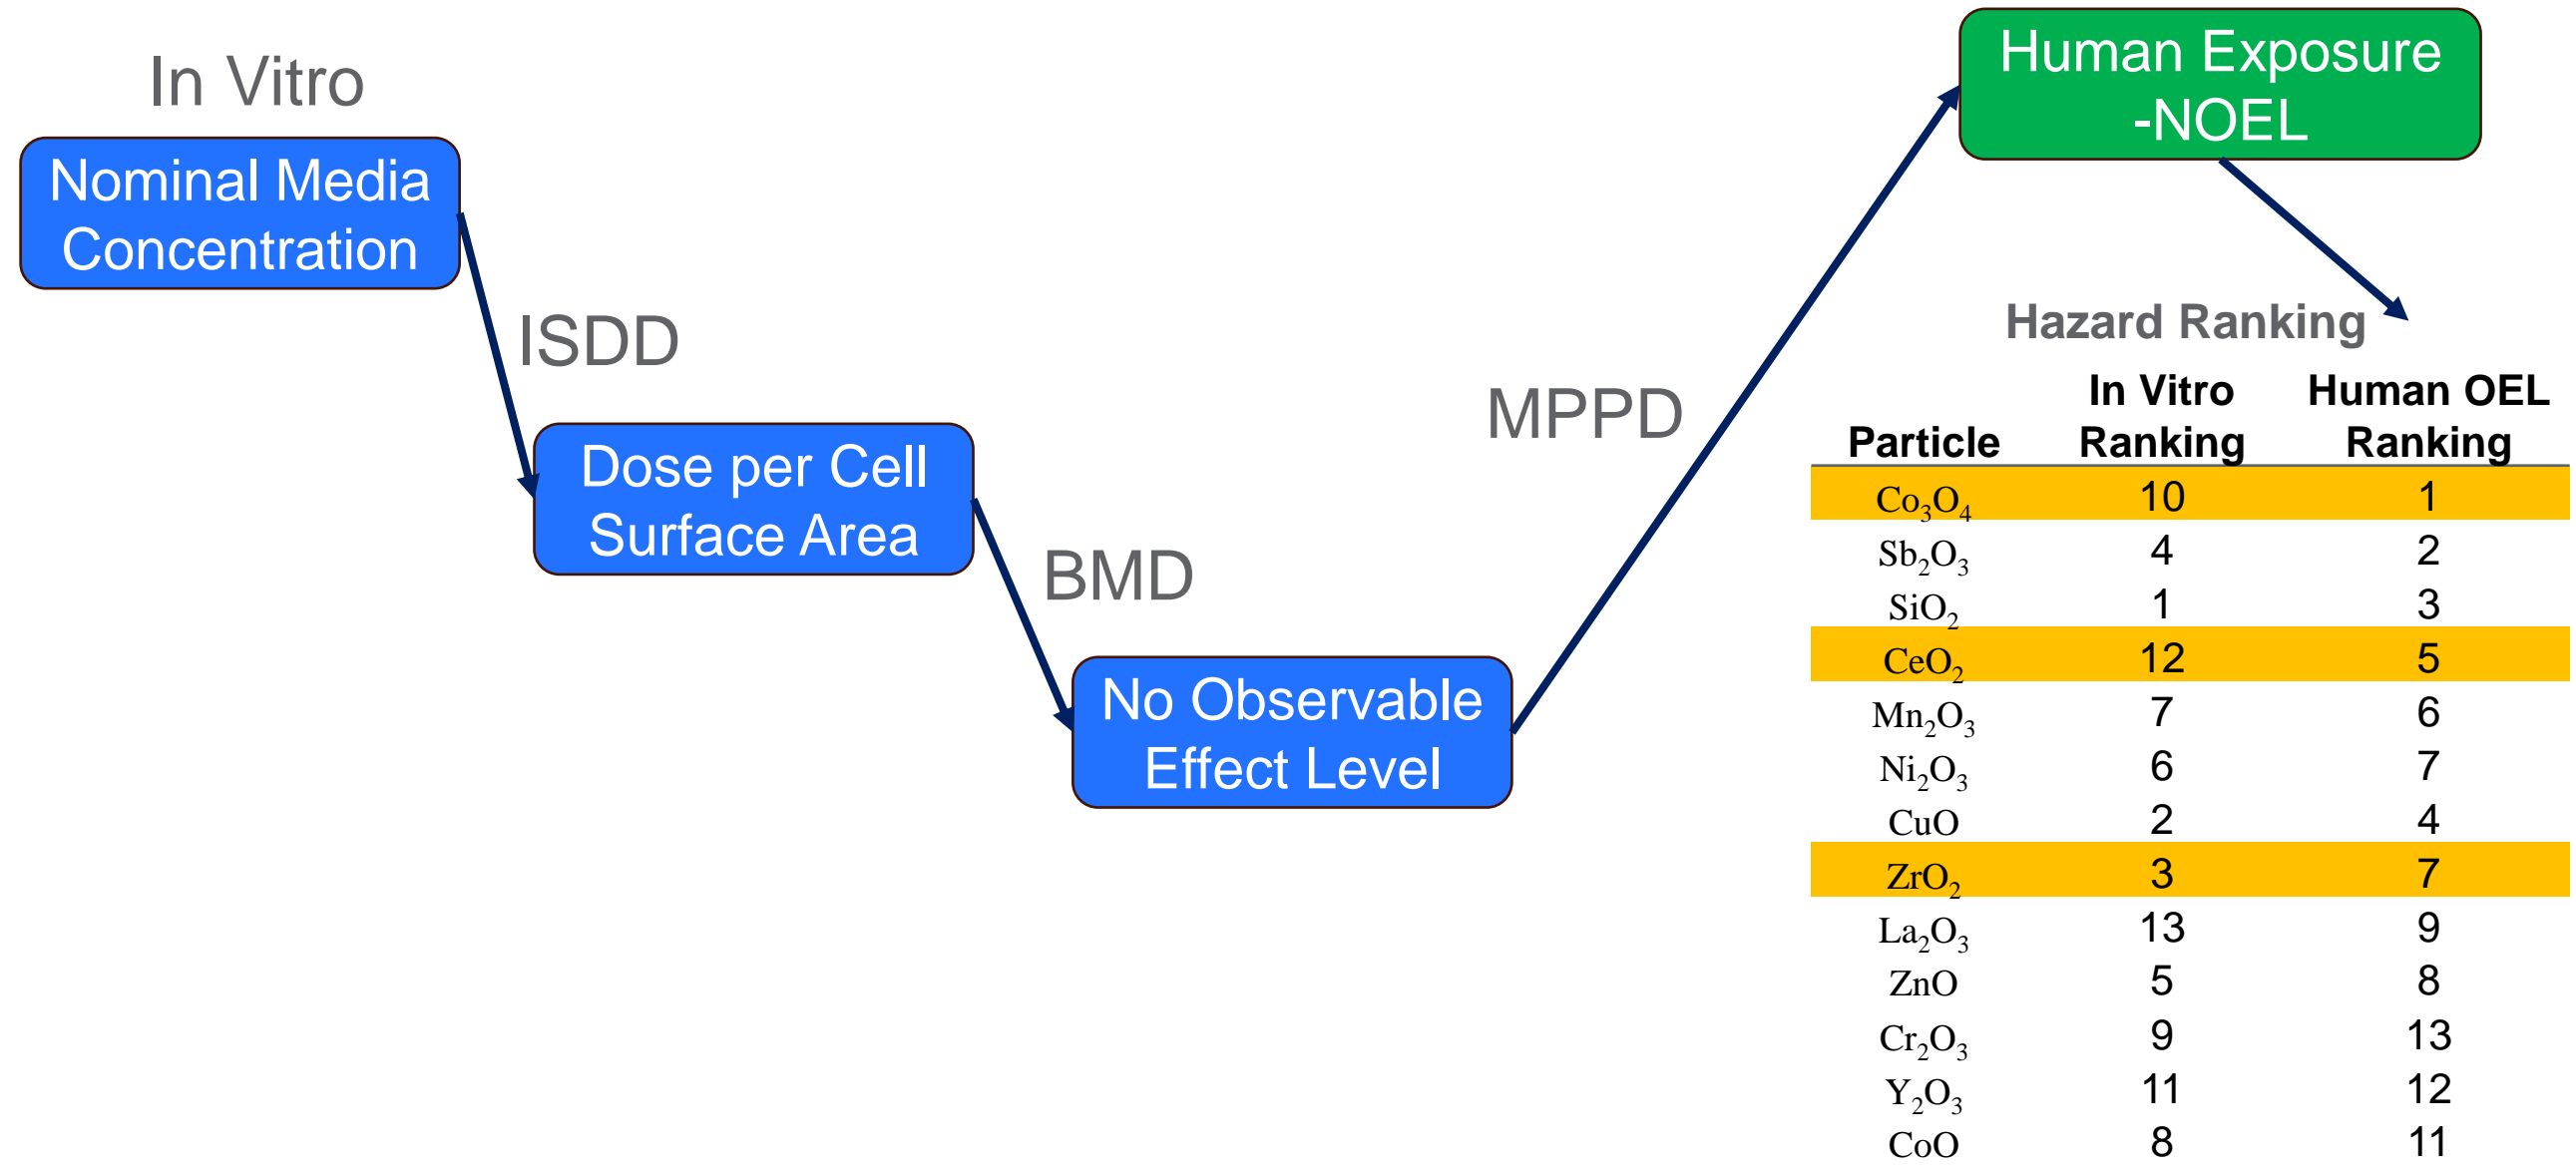 In Vitro
Nominal Media
Concentration
ISDD
Dose per Cell
Surface Area
BMD
No Observable
Effect Level
MPPD
Human Exposure
-NOEL
Hazard Ranking
Particle In Vitro Ranking Human OEL Ranking
Co₃O₄ 10 1
Sb₂O₃ 4 2
SiO₂ 1 3
CeO₂ 12 5
Mn₂O₃ 7 6
Ni₂O₃ 6 7
CuO 2 4
ZrO₂ 3 7
La₂O₃ 13 9
ZnO 5 8
Cr₂O₃ 9 13
Y₂O₃ 11 12
CoO 8 11